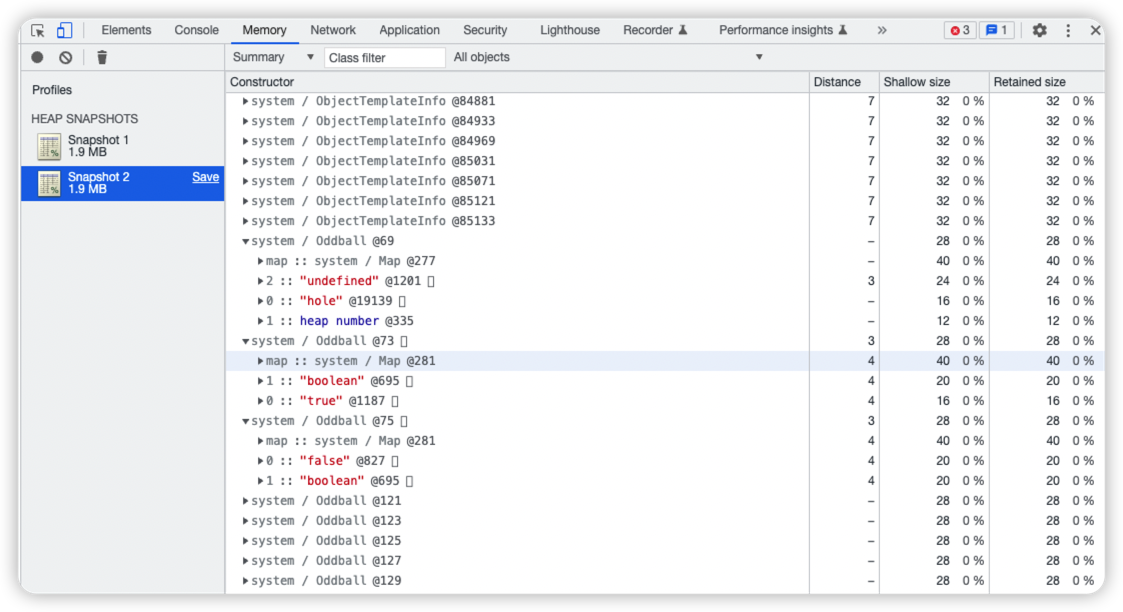 Elements Console Memory Network Application Security Lighthouse Recorder Performance insights » 3 1
Summary ▼ Class filter All objects ▼
Profiles
HEAP SNAPSHOTS
Snapshot 1
1.9 MB
Snapshot 2 Save
1.9 MB
Constructor Distance Shallow size Retained size
▶system / ObjectTemplateInfo @84881 7 32 0 % 32 0 %
▶system / ObjectTemplateInfo @84933 7 32 0 % 32 0 %
▶system / ObjectTemplateInfo @84969 7 32 0 % 32 0 %
▶system / ObjectTemplateInfo @85031 7 32 0 % 32 0 %
▶system / ObjectTemplateInfo @85071 7 32 0 % 32 0 %
▶system / ObjectTemplateInfo @85121 7 32 0 % 32 0 %
▶system / ObjectTemplateInfo @85133 7 32 0 % 32 0 %
▼system / Oddball @69 – 28 0 % 28 0 %
▶map :: system / Map @277 – 40 0 % 40 0 %
▶2 :: "undefined" @1201 ▯ 3 24 0 % 24 0 %
▶0 :: "hole" @19139 ▯ – 16 0 % 16 0 %
▶1 :: heap number @335 – 12 0 % 12 0 %
▼system / Oddball @73 ▯ 3 28 0 % 28 0 %
▶map :: system / Map @281 4 40 0 % 40 0 %
▶1 :: "boolean" @695 ▯ 4 20 0 % 20 0 %
▶0 :: "true" @1187 ▯ 4 16 0 % 16 0 %
▼system / Oddball @75 ▯ 3 28 0 % 28 0 %
▶map :: system / Map @281 4 40 0 % 40 0 %
▶0 :: "false" @827 ▯ 4 20 0 % 20 0 %
▶1 :: "boolean" @695 ▯ 4 20 0 % 20 0 %
▶system / Oddball @121 – 28 0 % 28 0 %
▶system / Oddball @123 – 28 0 % 28 0 %
▶system / Oddball @125 – 28 0 % 28 0 %
▶system / Oddball @127 – 28 0 % 28 0 %
▶system / Oddball @129 – 28 0 % 28 0 %